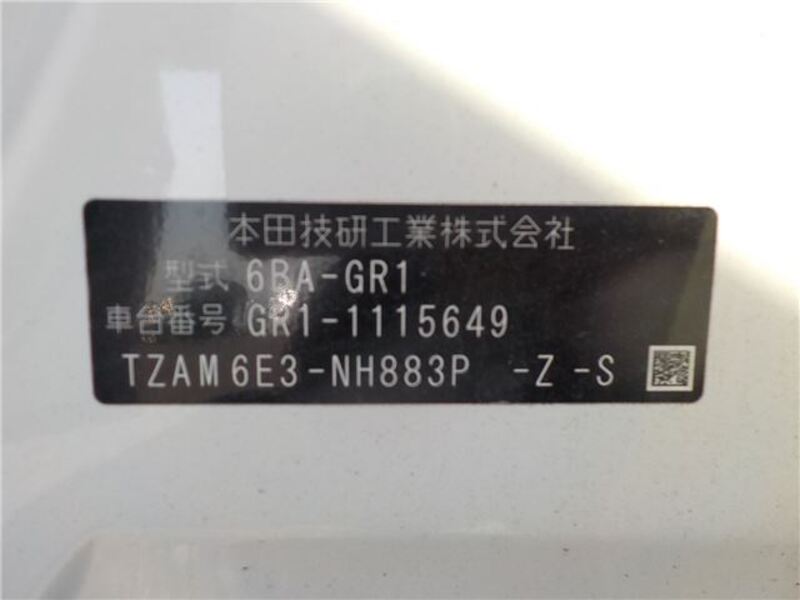 本田技研工業株式会社
型式 6BA-GR1
車台番号 GR1-1115649
TZAM6E3-NH883P -Z -S